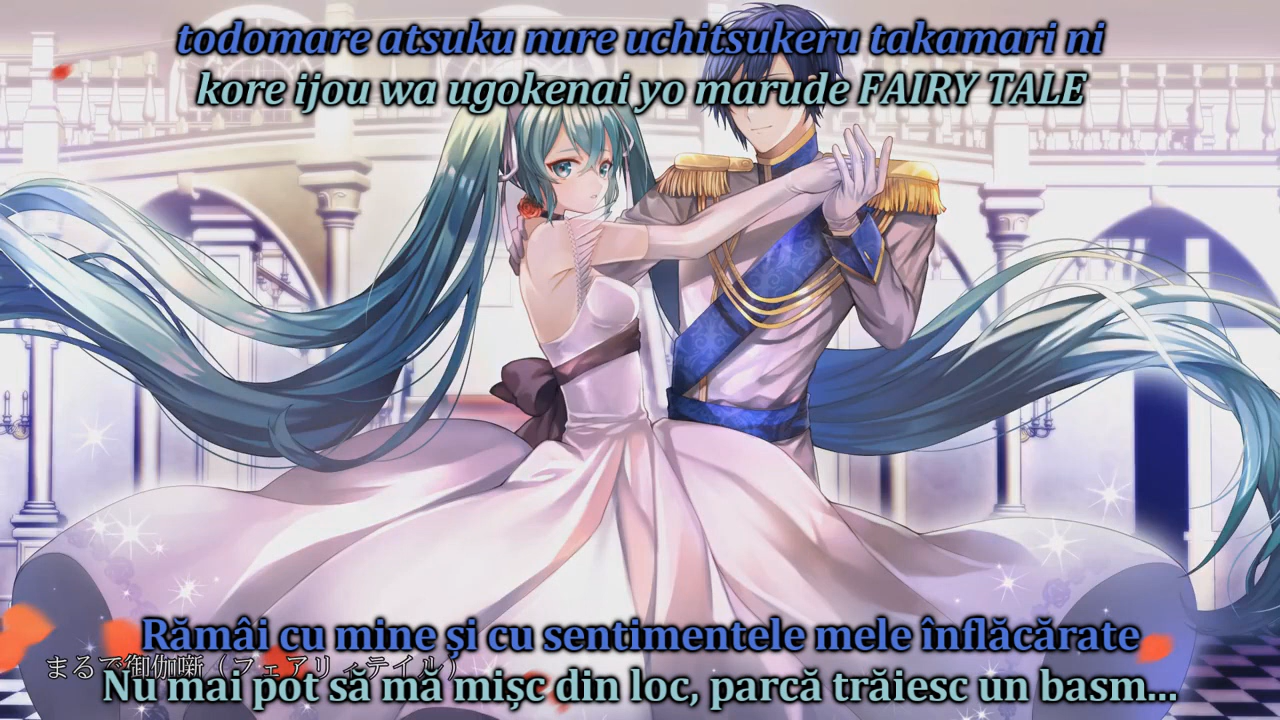 todomare atsuku nure uchitsukeru takamari ni
kore ijou wa ugokenai yo marude FAIRY TALE
Rămâi cu mine și cu sentimentele mele înflăcărate
まるで御伽噺（フェアリィテイル）
Nu mai pot să mă mișc din loc, parcă trăiesc un basm...